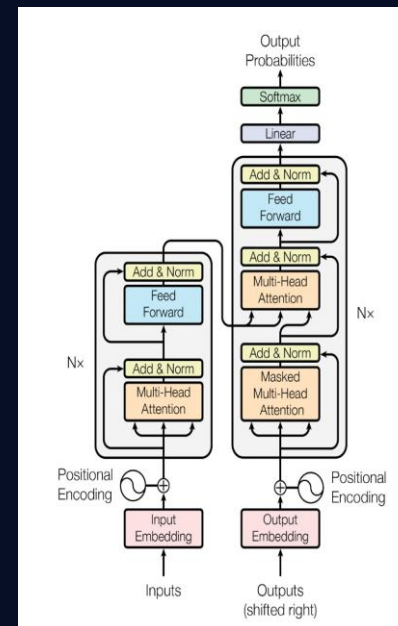 Output
Probabilities
Softmax
Linear
Add & Norm
Feed
Forward
Add & Norm
Multi-Head
Attention
Add & Norm
Masked
Multi-Head
Attention
N×
Positional
Encoding
Output
Embedding
Outputs
(shifted right)
Add & Norm
Feed
Forward
N×
Add & Norm
Multi-Head
Attention
Positional
Encoding
Input
Embedding
Inputs